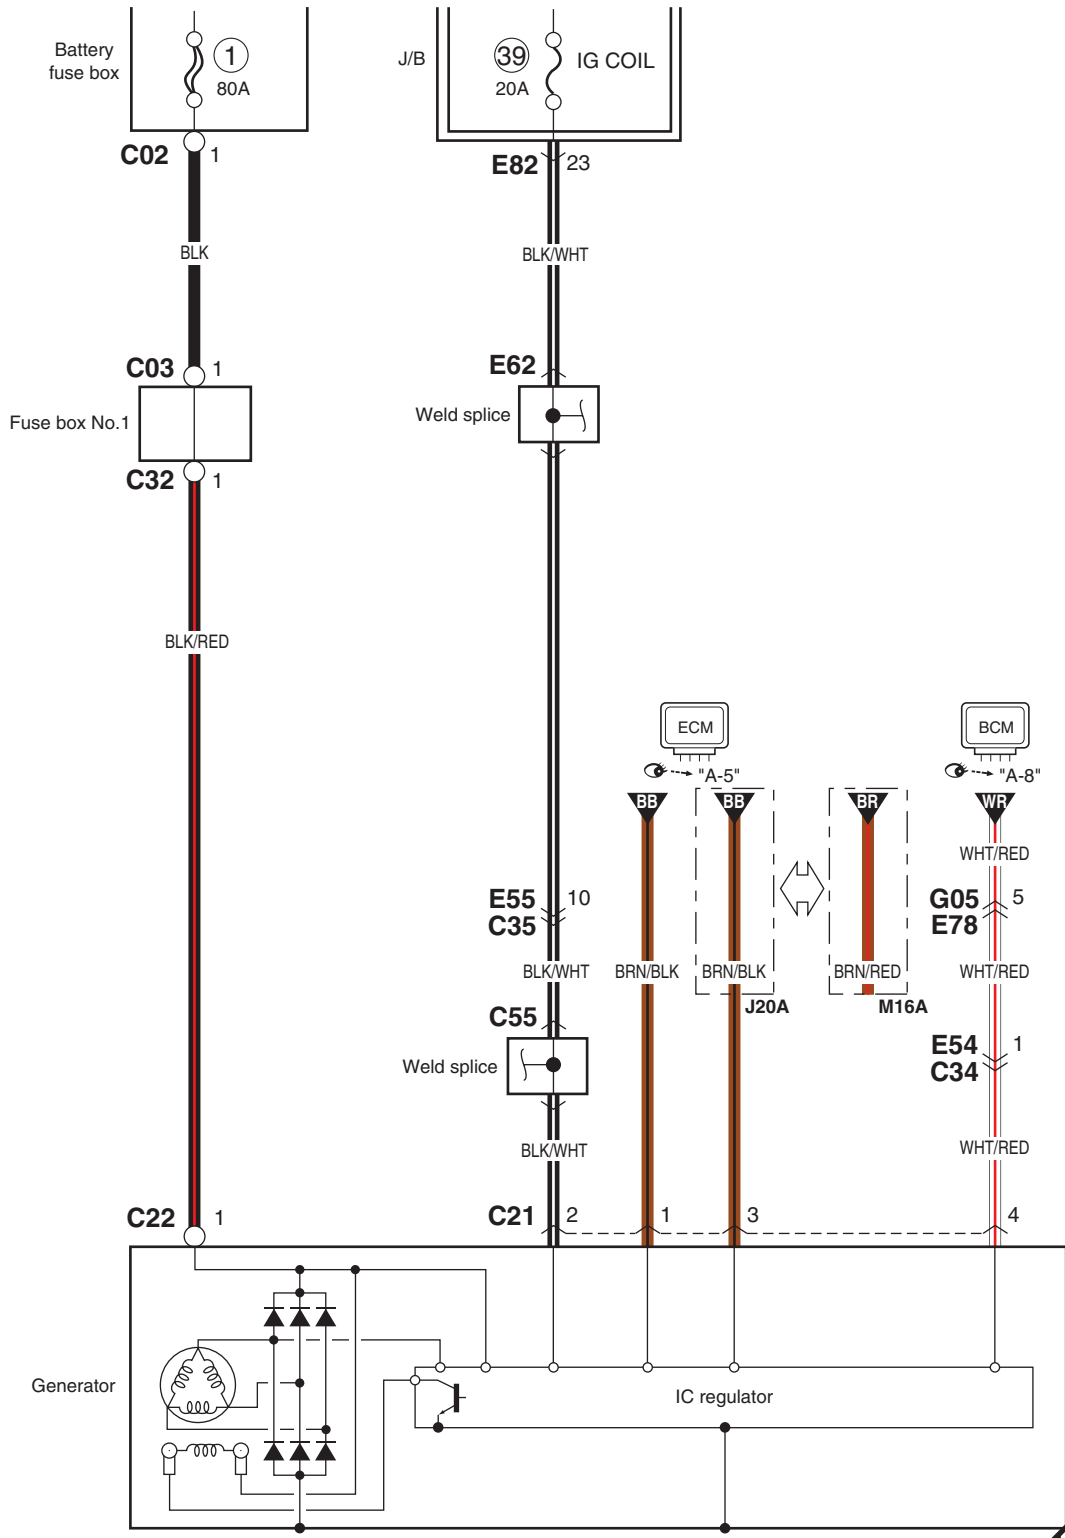 Battery
fuse box
1
80A
J/B
39
20A
IG COIL
C02
1
E82
23
BLK
BLK/WHT
C03
1
E62
Fuse box No.1
Weld splice
C32
1
BLK/RED
ECM
BCM
"A-5"
"A-8"
BB
BB
BR
WR
WHT/RED
E55
10
C35
G05
5
E78
BLK/WHT
BRN/BLK
BRN/BLK
BRN/RED
WHT/RED
J20A
M16A
C55
E54
1
C34
Weld splice
BLK/WHT
WHT/RED
C22
1
C21
2
1
3
4
Generator
IC regulator